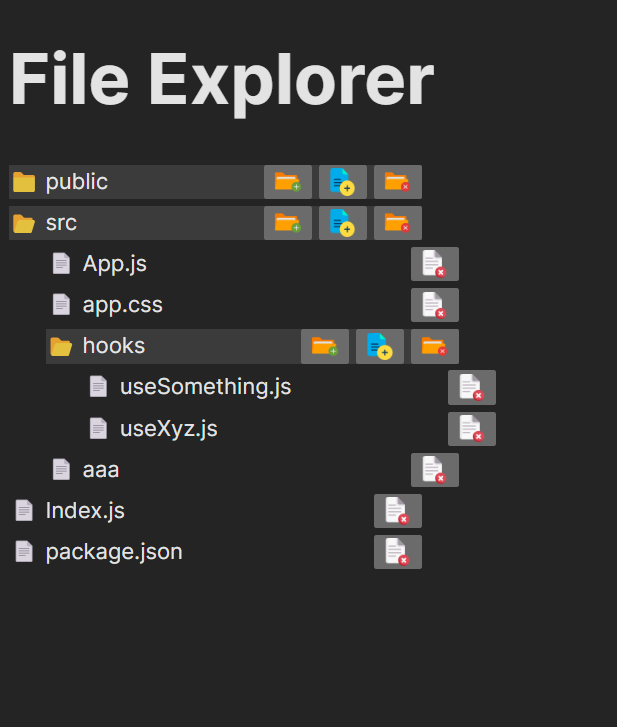 File Explorer
public
src
App.js
app.css
hooks
useSomething.js
useXyz.js
aaa
Index.js
package.json